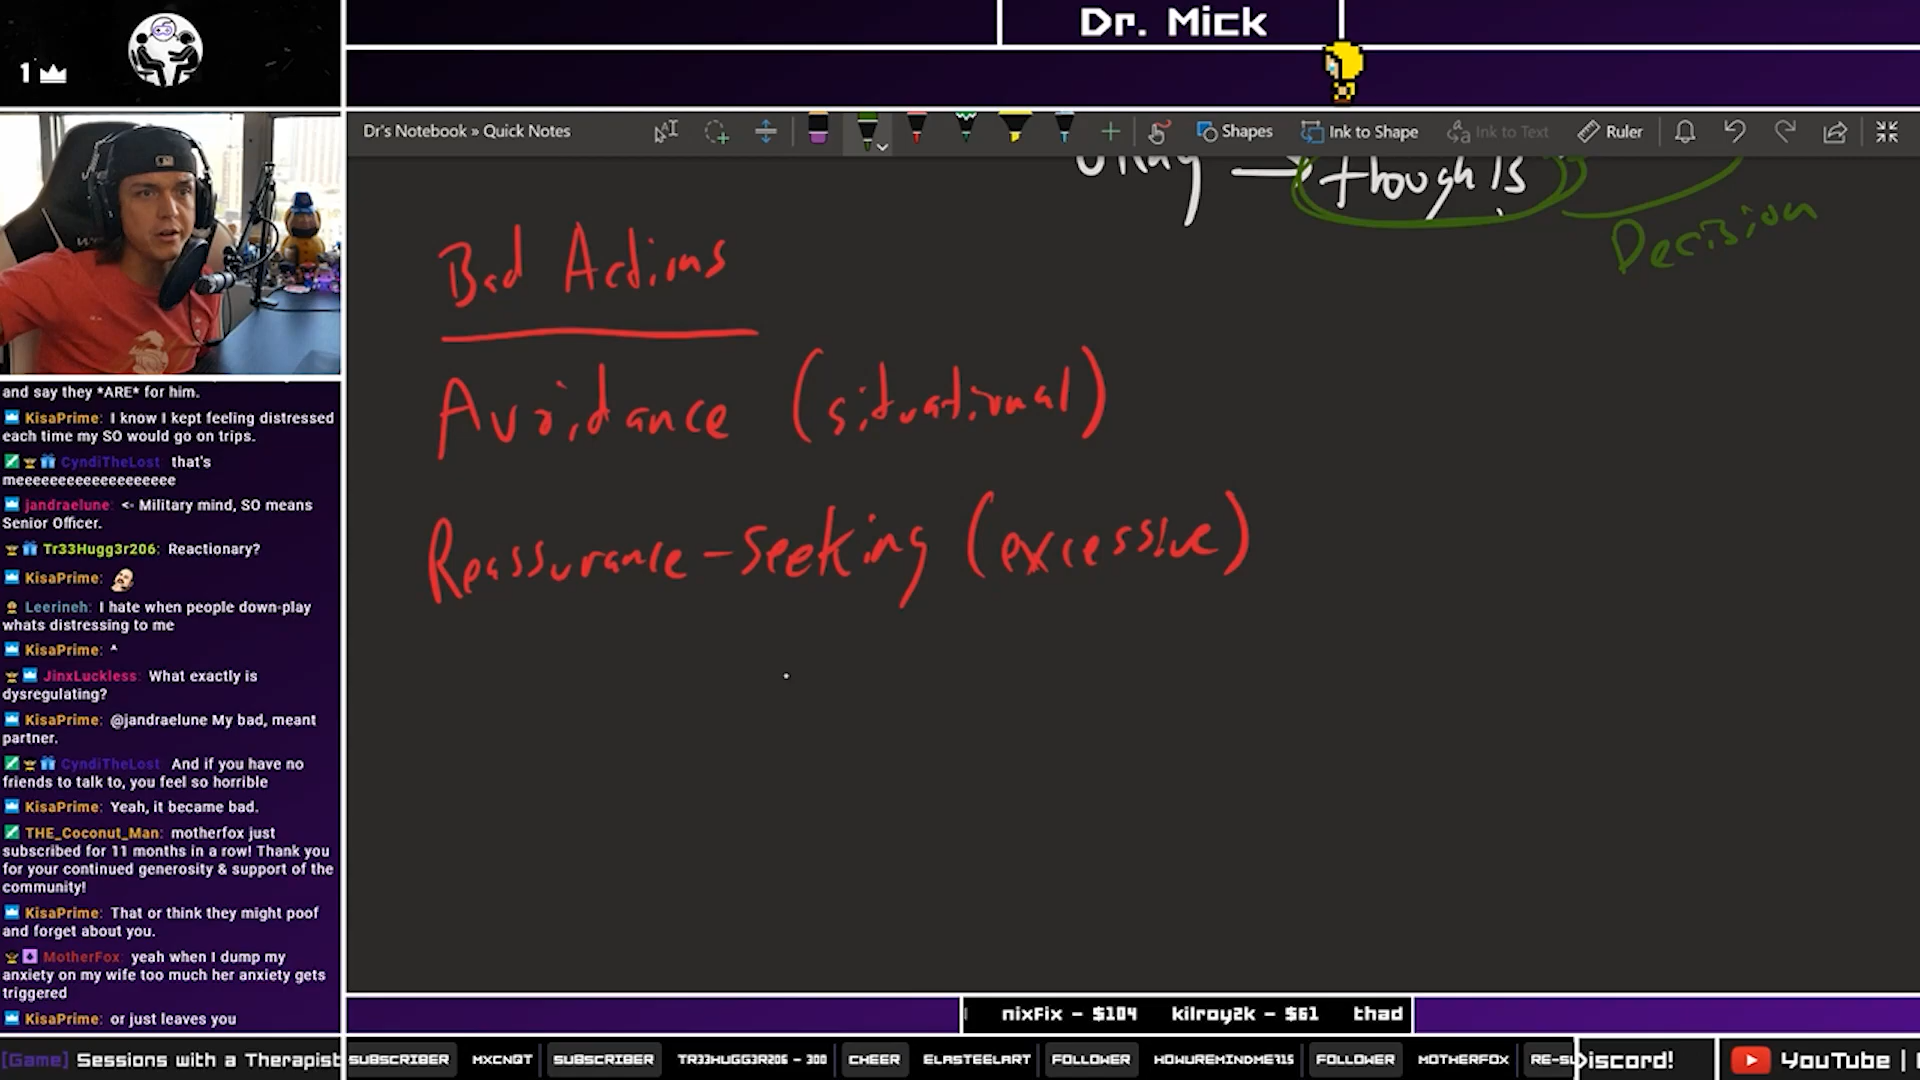 1
Dr. Mick
Dr's Notebook » Quick Notes
Shapes
Ink to Shape
Ink to Text
Ruler
okay → thoughts
Decision
Bad Actions
Avoidance (situational)
Reassurance-seeking (excessive)
and say they *ARE* for him.
KisaPrime: I know I kept feeling distressed
each time my SO would go on trips.
CyndiTheLost: that's
meeeeeeeeeeeeeeeeeee
jandraelune: <- Military mind, SO means
Senior Officer.
Tr33Hugg3r206: Reactionary?
KisaPrime:
Leerineh: I hate when people down-play
whats distressing to me
KisaPrime: ^
JinxLuckless: What exactly is
dysregulating?
KisaPrime: @jandraelune My bad, meant
partner.
CyndiTheLost: And if you have no
friends to talk to, you feel so horrible
KisaPrime: Yeah, it became bad.
THE_Coconut_Man: motherfox just
subscribed for 11 months in a row! Thank you
for your continued generosity & support of the
community!
KisaPrime: That or think they might poof
and forget about you.
MotherFox: yeah when I dump my
anxiety on my wife too much her anxiety gets
triggered
KisaPrime: or just leaves you
nixFix - $104 kilroy2k - $61 thad
[Game] Sessions with a Therapist
SUBSCRIBER MXCNQT SUBSCRIBER TR33HUGG3R206 - 300 CHEER ELASTEELART FOLLOWER HOWUREMINDME715 FOLLOWER MOTHERFOX RE-SU
Discord!
YouTube |